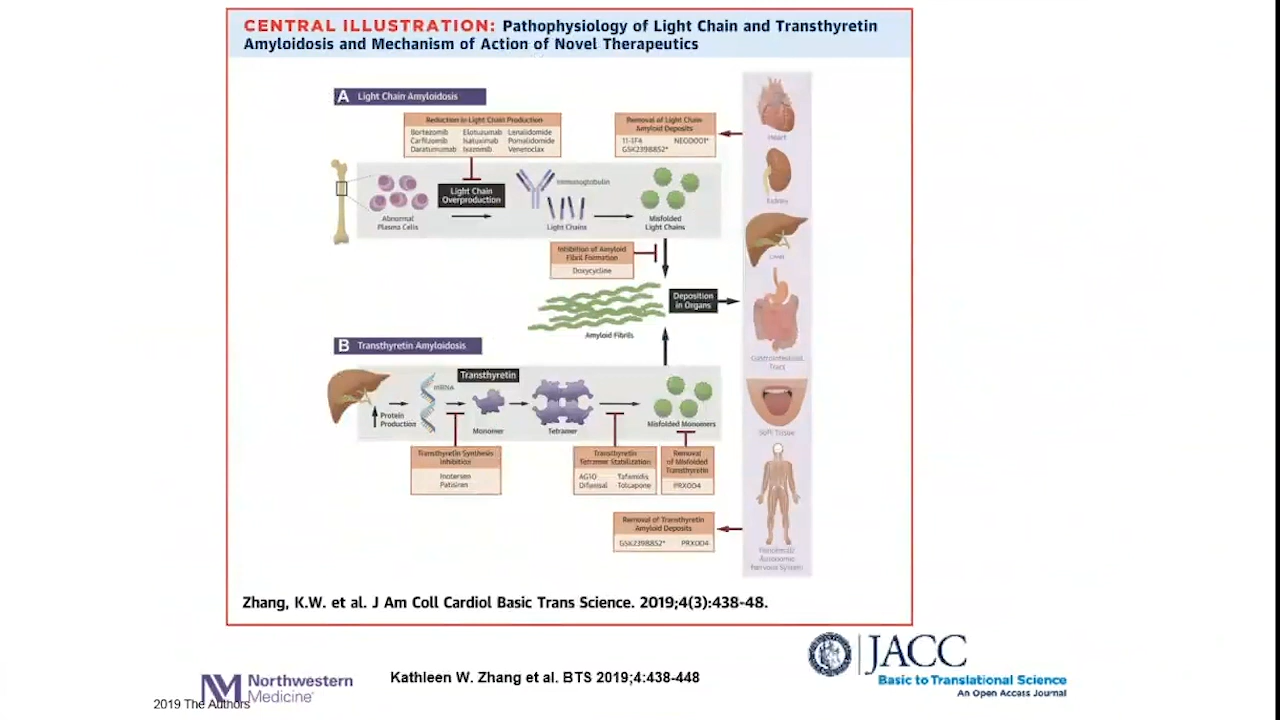 CENTRAL ILLUSTRATION: Pathophysiology of Light Chain and Transthyretin
Amyloidosis and Mechanism of Action of Novel Therapeutics
A Light Chain Amyloidosis
Reduction in Light Chain Production
Bortezomib Elotuzumab Lenalidomide
Carfilzomib Isatuximab Pomalidomide
Daratumumab Ixazomib Venetoclax
Removal of Light Chain
Amyloid Deposits
11-1F4 NEOD001*
GSK2398852*
Heart
Kidney
Liver
Gastrointestinal
Tract
Soft Tissue
Peripheral/
Autonomic
Nervous System
Abnormal
Plasma Cells
Light Chain
Overproduction
Immunoglobulin
Light Chains
Misfolded
Light Chains
Inhibition of Amyloid
Fibril Formation
Doxycycline
Amyloid Fibrils
Deposition
in Organs
B Transthyretin Amyloidosis
Protein
Production
mRNA
Transthyretin
Monomer
Tetramer
Misfolded Monomers
Transthyretin Synthesis
Inhibition
Inotersen
Patisiran
Transthyretin
Tetramer Stabilization
AG10 Tafamidis
Diflunisal Tolcapone
Removal
of Misfolded
Transthyretin
PRX004
Removal of Transthyretin
Amyloid Deposits
GSK2398852* PRX004
Zhang, K.W. et al. J Am Coll Cardiol Basic Trans Science. 2019;4(3):438-48.
NM Northwestern
Medicine
2019 The Authors
Kathleen W. Zhang et al. BTS 2019;4:438-448
JACC
Basic to Translational Science
An Open Access Journal